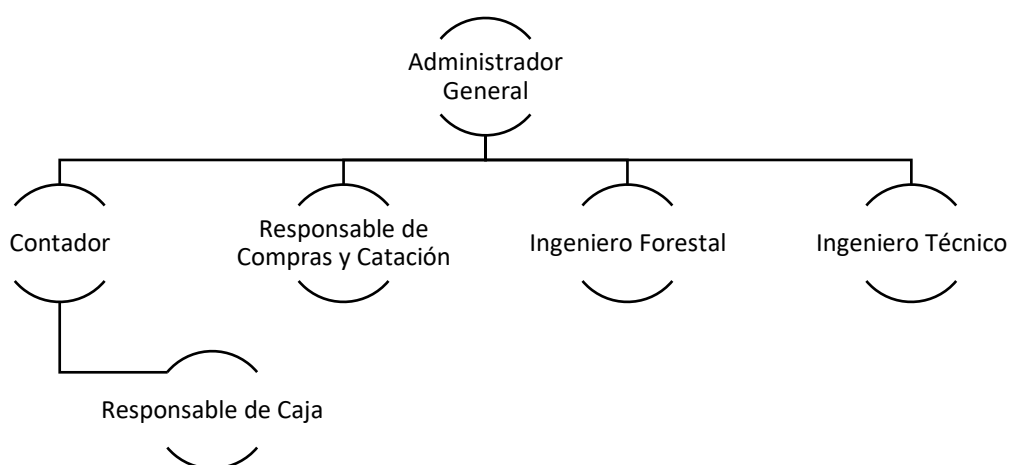 Administrador
General
Contador
Responsable de
Compras y Catación
Ingeniero Forestal
Ingeniero Técnico
Responsable de Caja